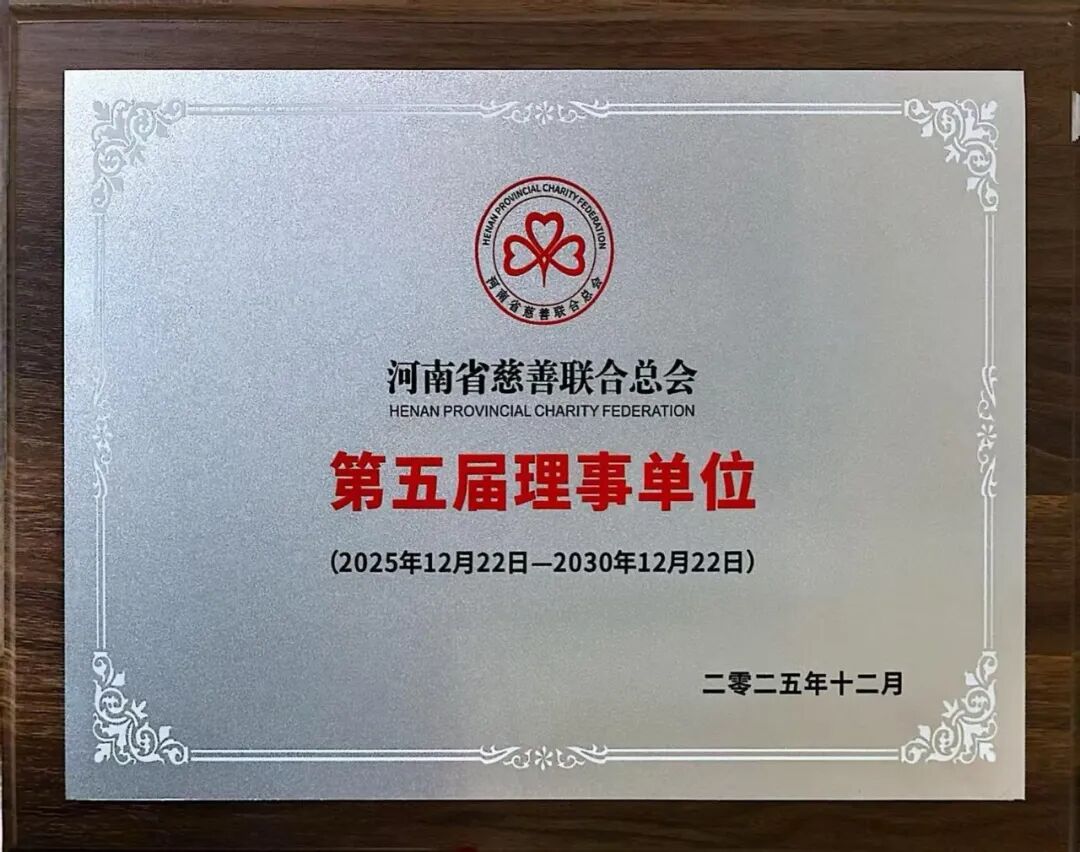 HENAN PROVINCIAL CHARITY FEDERATION
河南省慈善联合总会
河南省慈善联合总会
HENAN PROVINCIAL CHARITY FEDERATION
第五届理事单位
（2025年12月22日—2030年12月22日）
二零二五年十二月